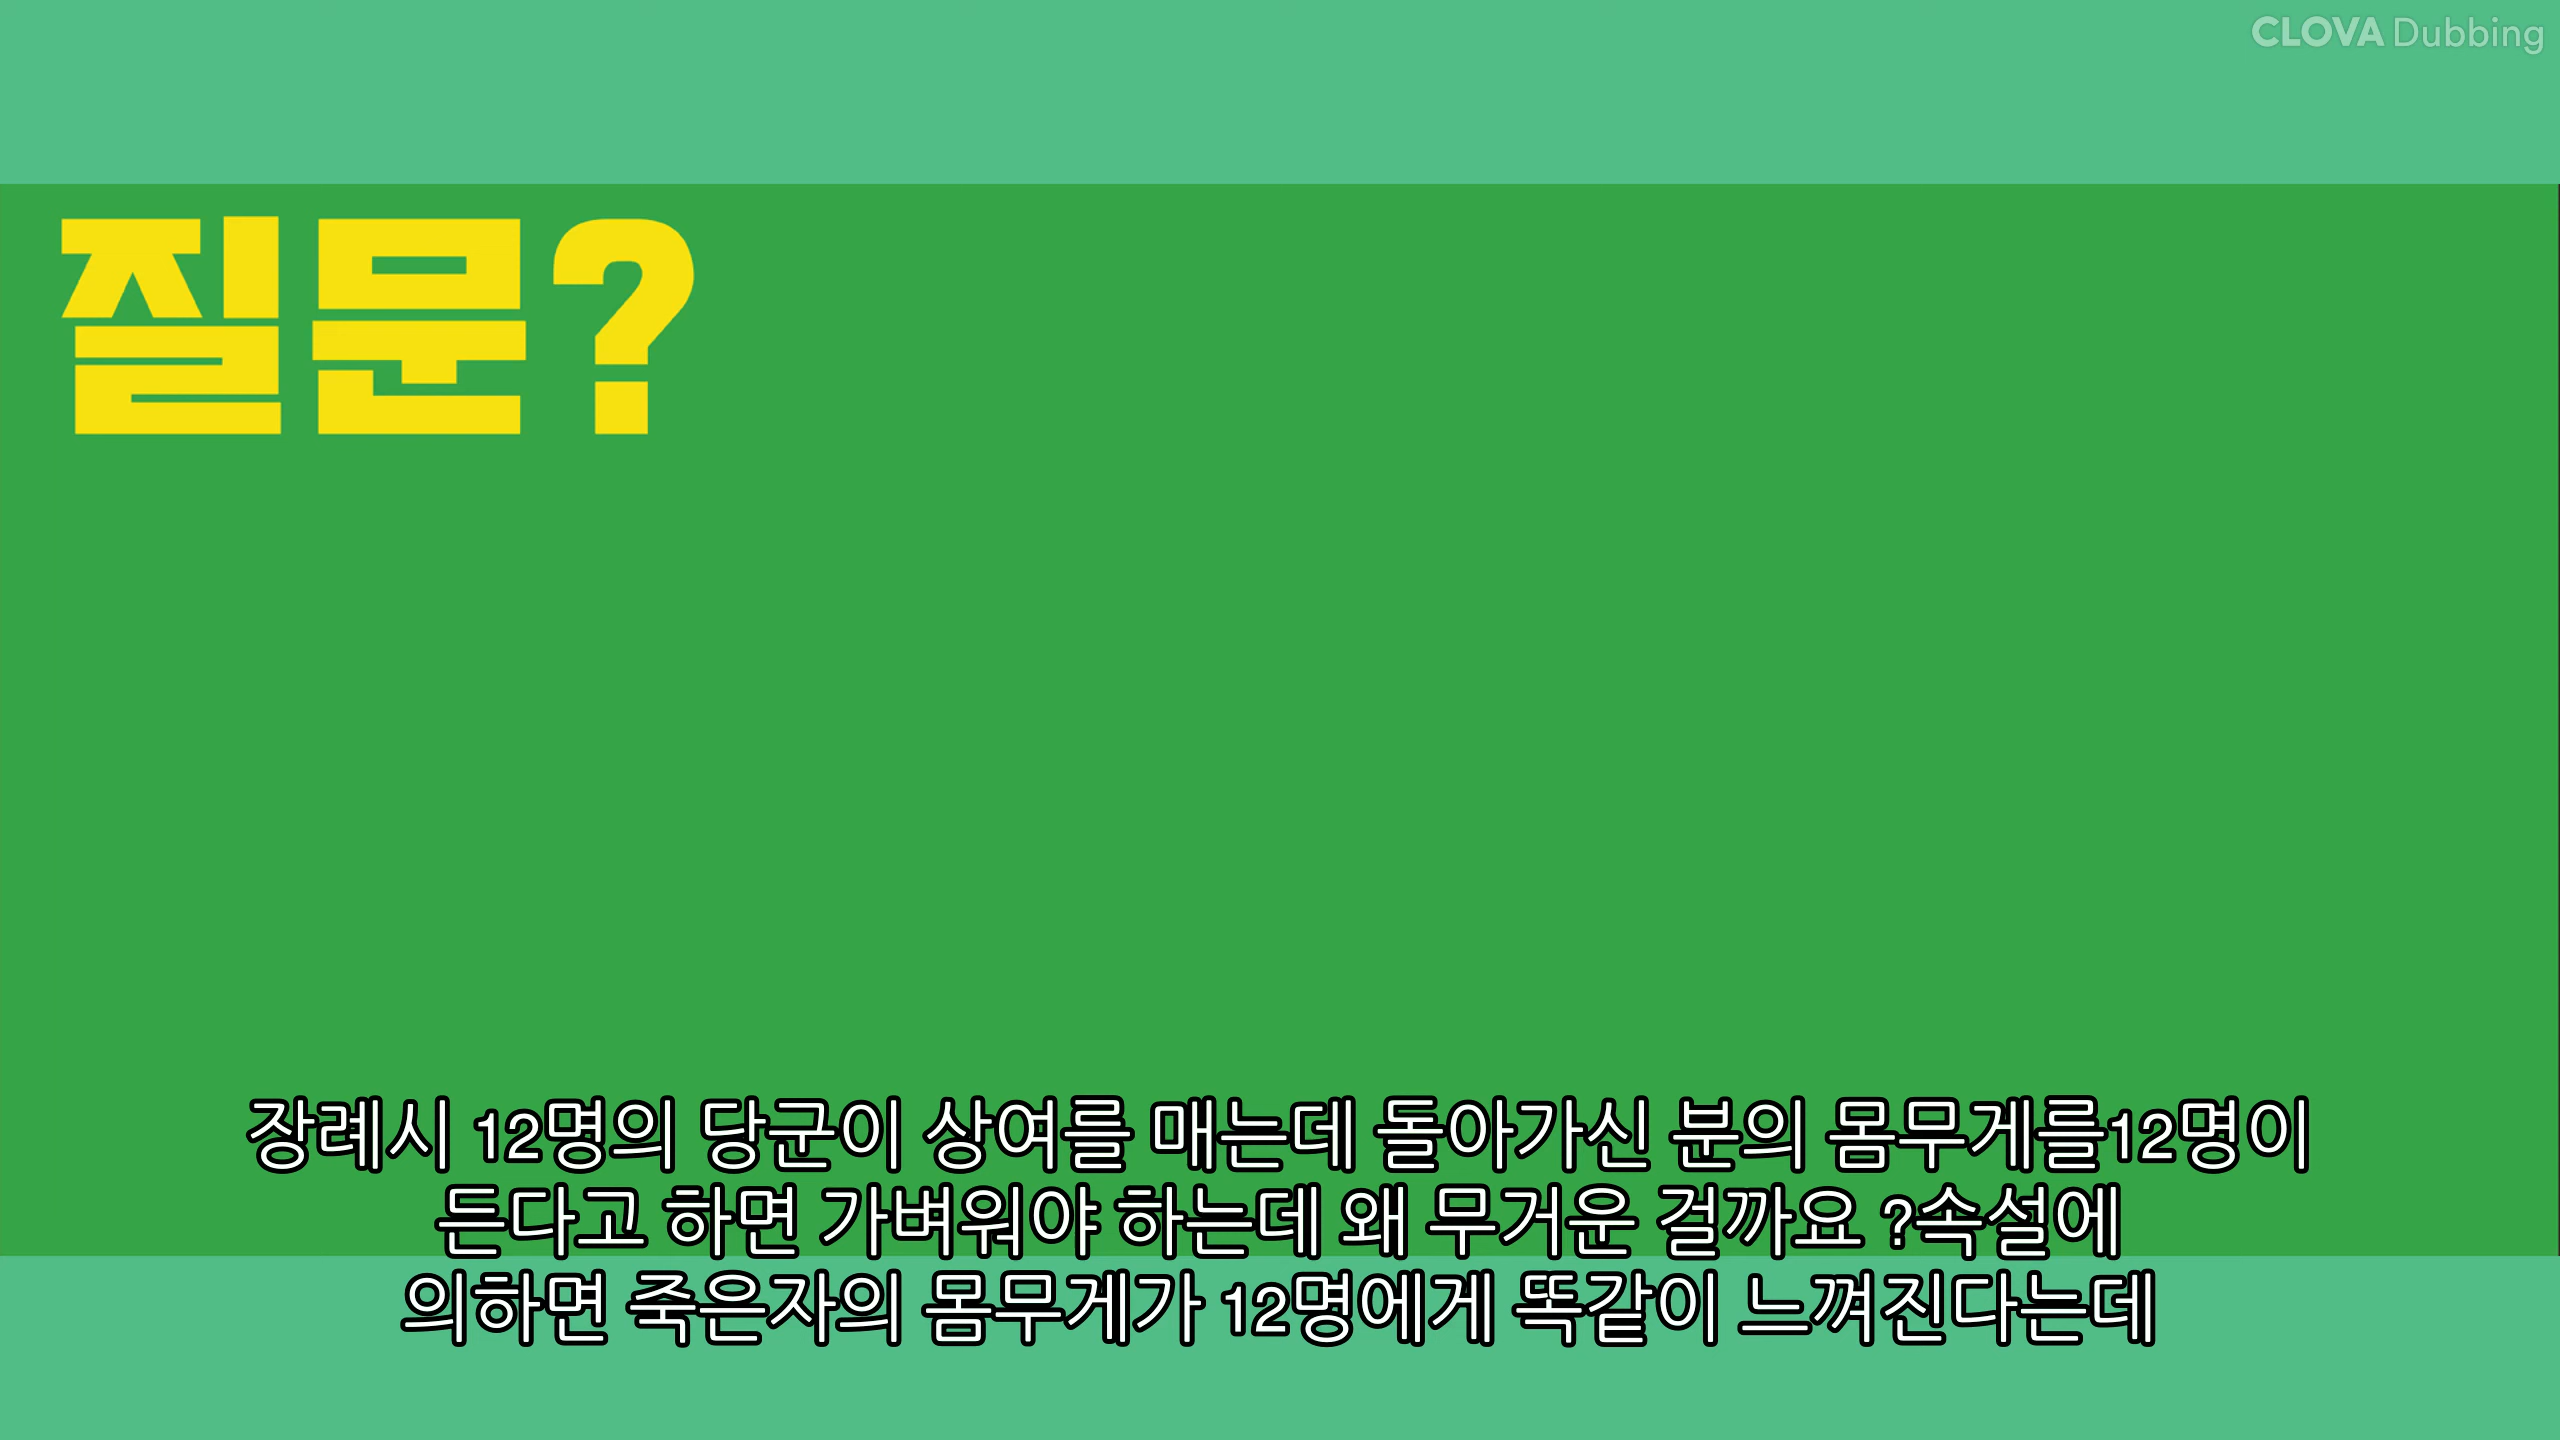 CLOVA Dubbing
질문?
장례시 12명의 당군이 상여를 매는데 돌아가신 분의 몸무게를12명이
든다고 하면 가벼워야 하는데 왜 무거운 걸까요 ?속설에
의하면 죽은자의 몸무게가 12명에게 똑같이 느껴진다는데